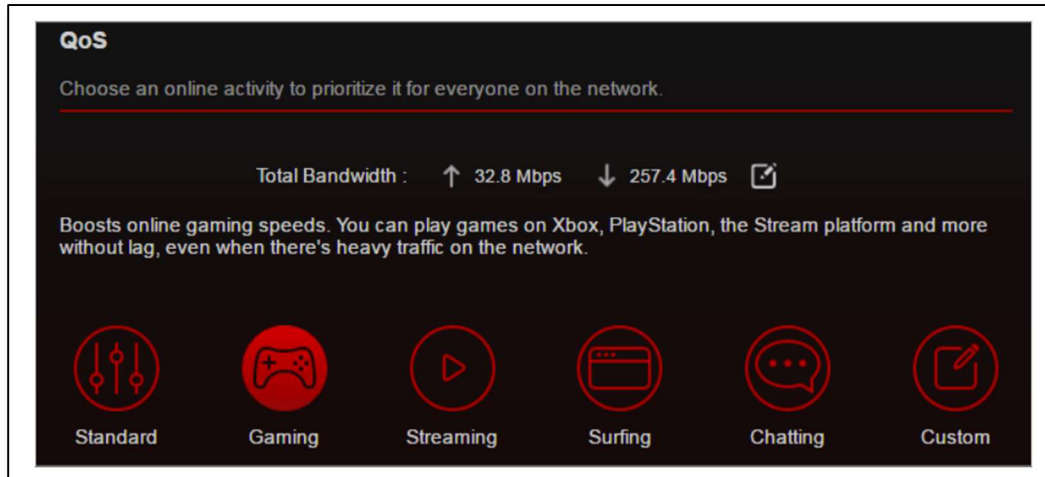 QoS
Choose an online activity to prioritize it for everyone on the network.
Total Bandwidth : ↑ 32.8 Mbps ↓ 257.4 Mbps
Boosts online gaming speeds. You can play games on Xbox, PlayStation, the Stream platform and more
without lag, even when there's heavy traffic on the network.
Standard Gaming Streaming Surfing Chatting Custom